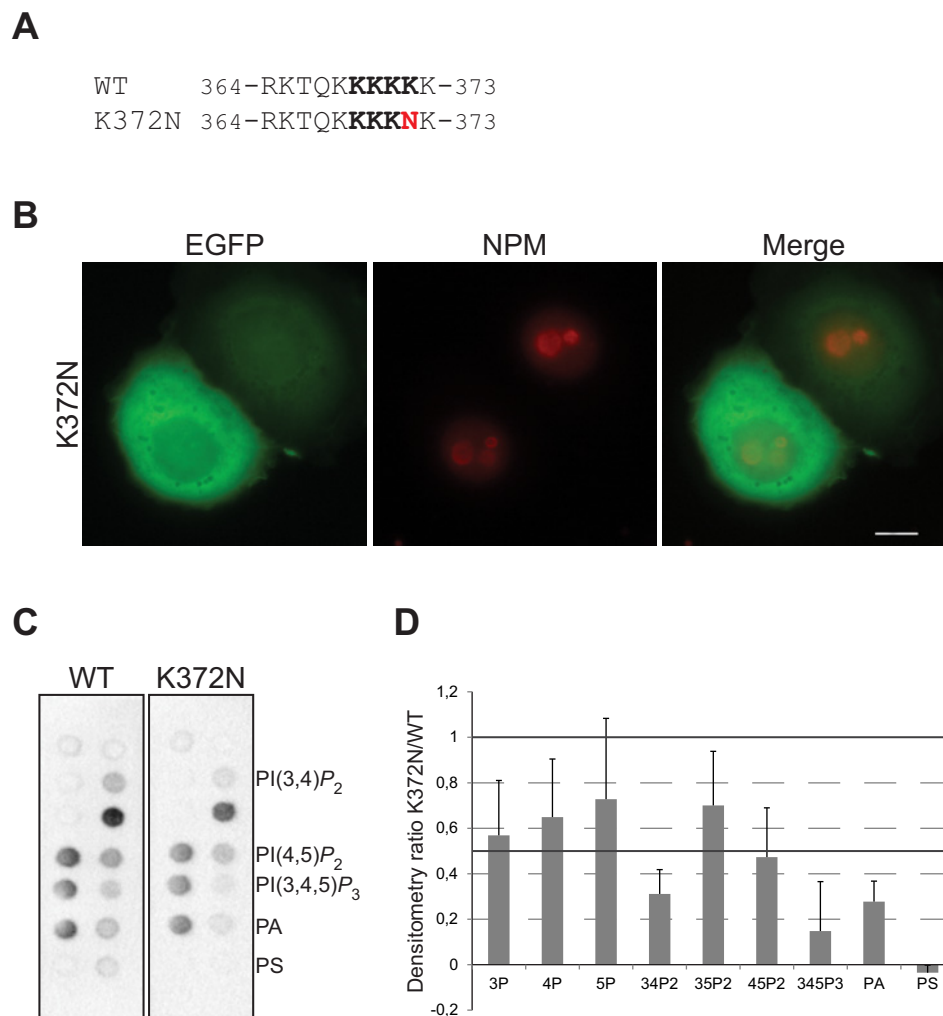 A
WT 364-RKTQKKKKKK-373
K372N 364-RKTQKKKKNK-373
B
EGFP NPM Merge
K372N
C
WT K372N
PI(3,4)P2
PI(4,5)P2
PI(3,4,5)P3
PA
PS
D
Densitometry ratio K372N/WT
1,2
1
0,8
0,6
0,4
0,2
0
-0,2
3P 4P 5P 34P2 35P2 45P2 345P3 PA PS